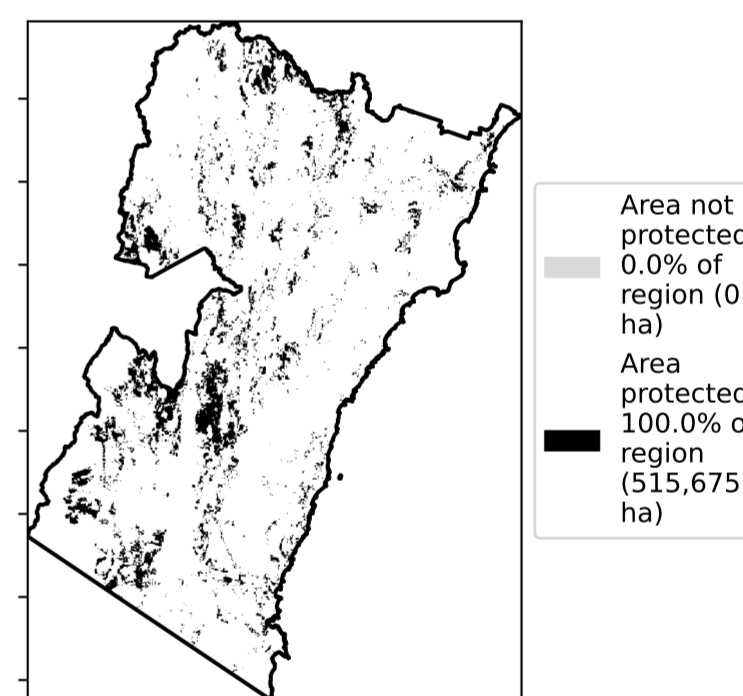 Area not
protected
0.0% of
region (0
ha)
Area
protected
100.0% o
region
(515,675
ha)